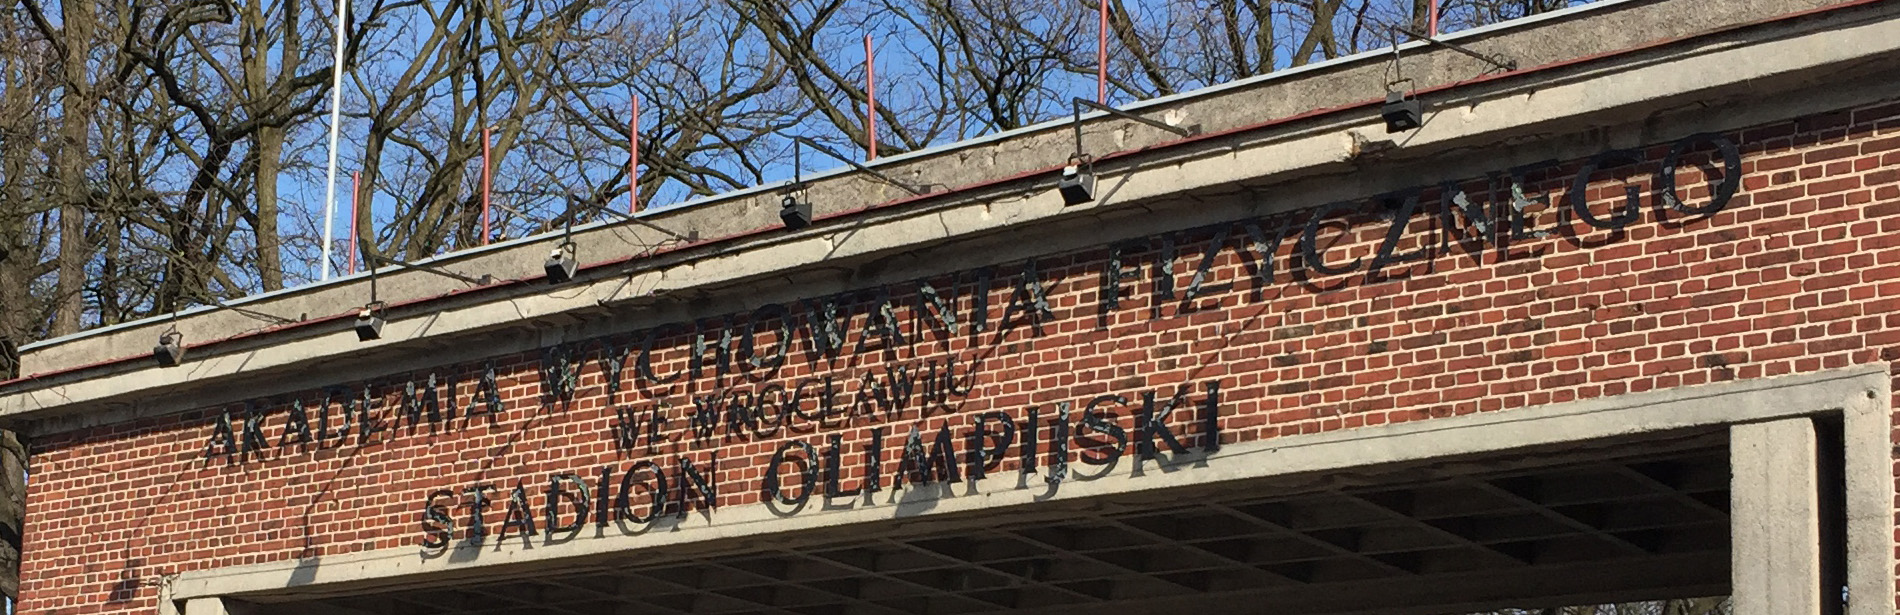 AKADEMIA WYCHOWANIA FIZYCZNEGO
WE WROCŁAWIU
STADION OLIMPIJSKI